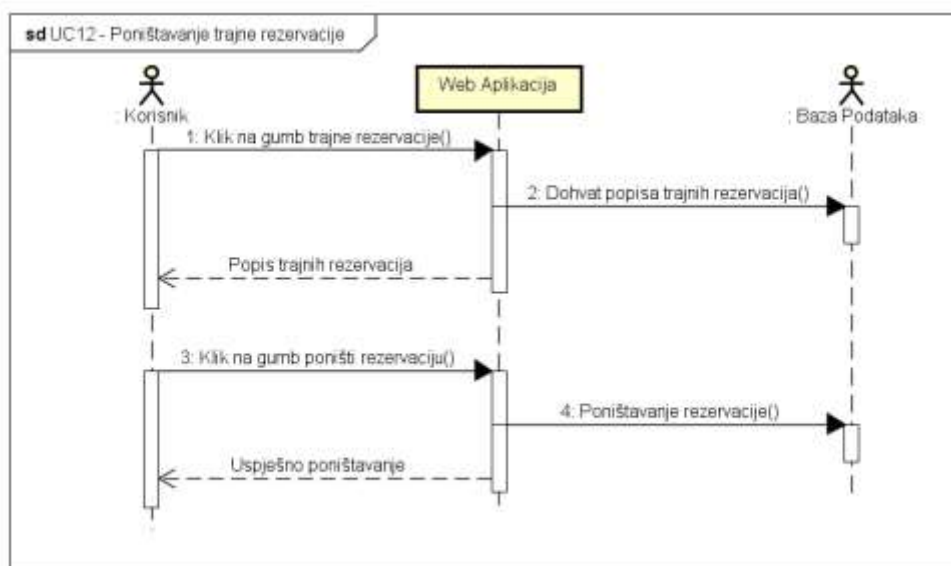 sd UC12 - Poništavanje trajne rezervacije
: Korisnik
Web Aplikacija
: Baza Podataka
1: Klik na gumb trajne rezervacije()
2: Dohvat popisa trajnih rezervacija()
Popis trajnih rezervacija
3: Klik na gumb poništi rezervaciju()
4: Poništavanje rezervacije()
Uspješno poništavanje